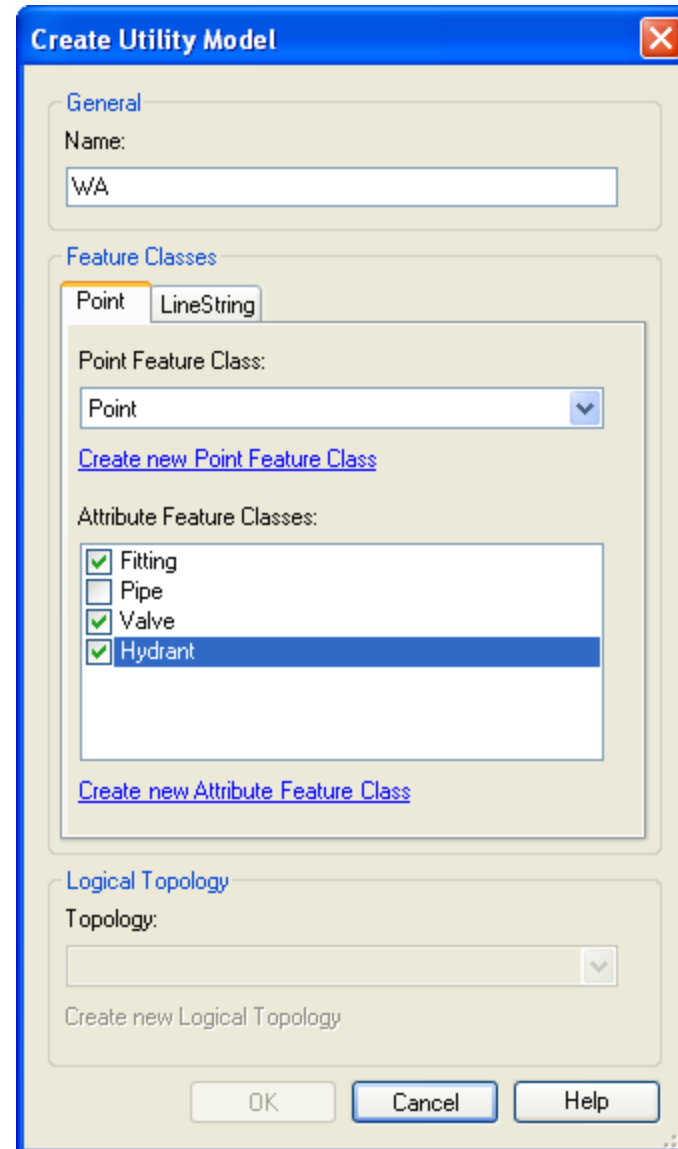 Create Utility Model
General
Name:
WA
Feature Classes
Point LineString
Point Feature Class:
Point
Create new Point Feature Class
Attribute Feature Classes:
Fitting
Pipe
Valve
Hydrant
Create new Attribute Feature Class
Logical Topology
Topology:
Create new Logical Topology
OK Cancel Help